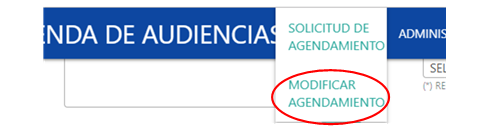 ENDA DE AUDIENCIAS
SOLICITUD DE
AGENDAMIENTO
ADMINIS
MODIFICAR
AGENDAMIENTO
SEL
(*) RE